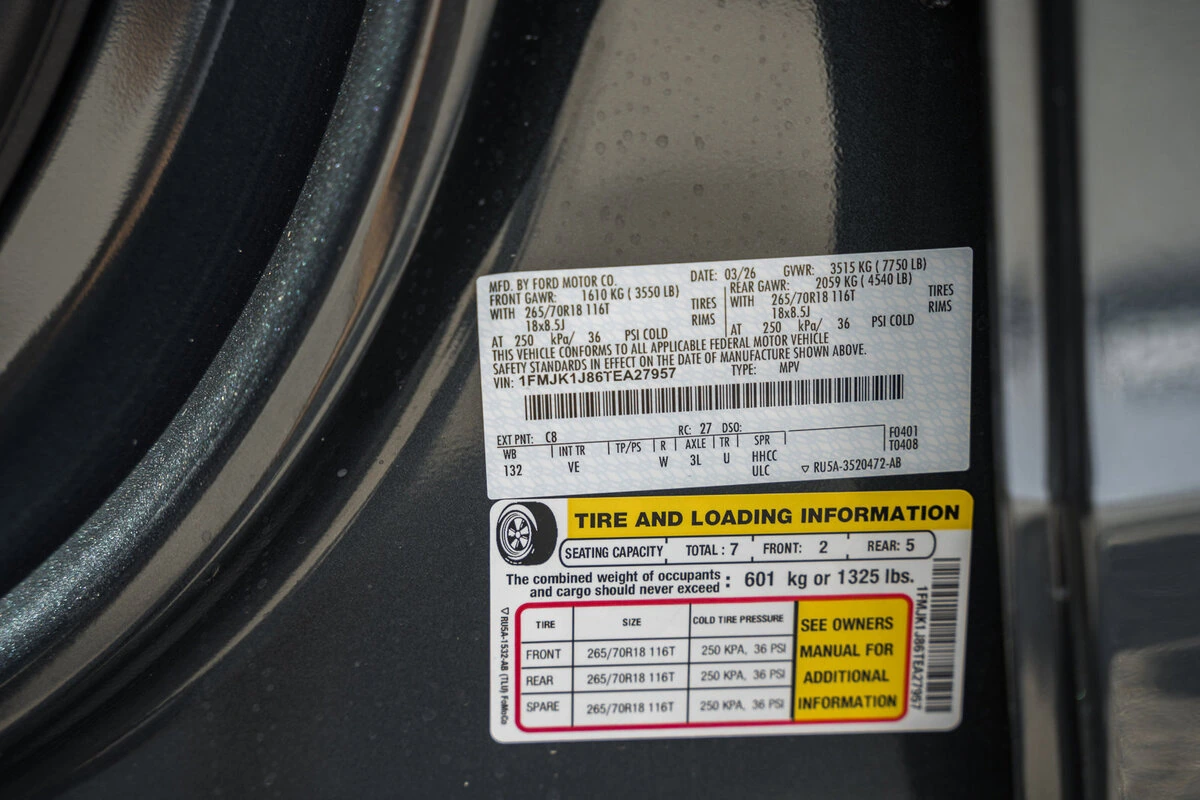 MFD. BY FORD MOTOR CO. DATE: 03/26 GVWR: 3515 KG ( 7750 LB)
FRONT GAWR: 1610 KG ( 3550 LB) REAR GAWR: 2059 KG ( 4540 LB)
WITH 265/70R18 116T TIRES WITH 265/70R18 116T TIRES
18x8.5J RIMS 18x8.5J RIMS
AT 250 kPa/ 36 PSI COLD AT 250 kPa/ 36 PSI COLD
THIS VEHICLE CONFORMS TO ALL APPLICABLE FEDERAL MOTOR VEHICLE
SAFETY STANDARDS IN EFFECT ON THE DATE OF MANUFACTURE SHOWN ABOVE.
VIN: 1FMJK1J86TEA27957 TYPE: MPV
EXT PNT: C8 RC: 27 DSO: F0401
WB INT TR TP/PS R AXLE TR SPR T0408
132 VE W 3L U HHCC
ULC ▽ RU5A-3520472-AB
TIRE AND LOADING INFORMATION
SEATING CAPACITY TOTAL : 7 FRONT: 2 REAR: 5
The combined weight of occupants
and cargo should never exceed : 601 kg or 1325 lbs.
TIRE SIZE COLD TIRE PRESSURE
FRONT 265/70R18 116T 250 KPA, 36 PSI
REAR 265/70R18 116T 250 KPA, 36 PSI
SPARE 265/70R18 116T 250 KPA, 36 PSI
SEE OWNERS
MANUAL FOR
ADDITIONAL
INFORMATION
1FMJK1J86TEA27957
▽ RU5A-1532-AB (TLU) FoMoCo